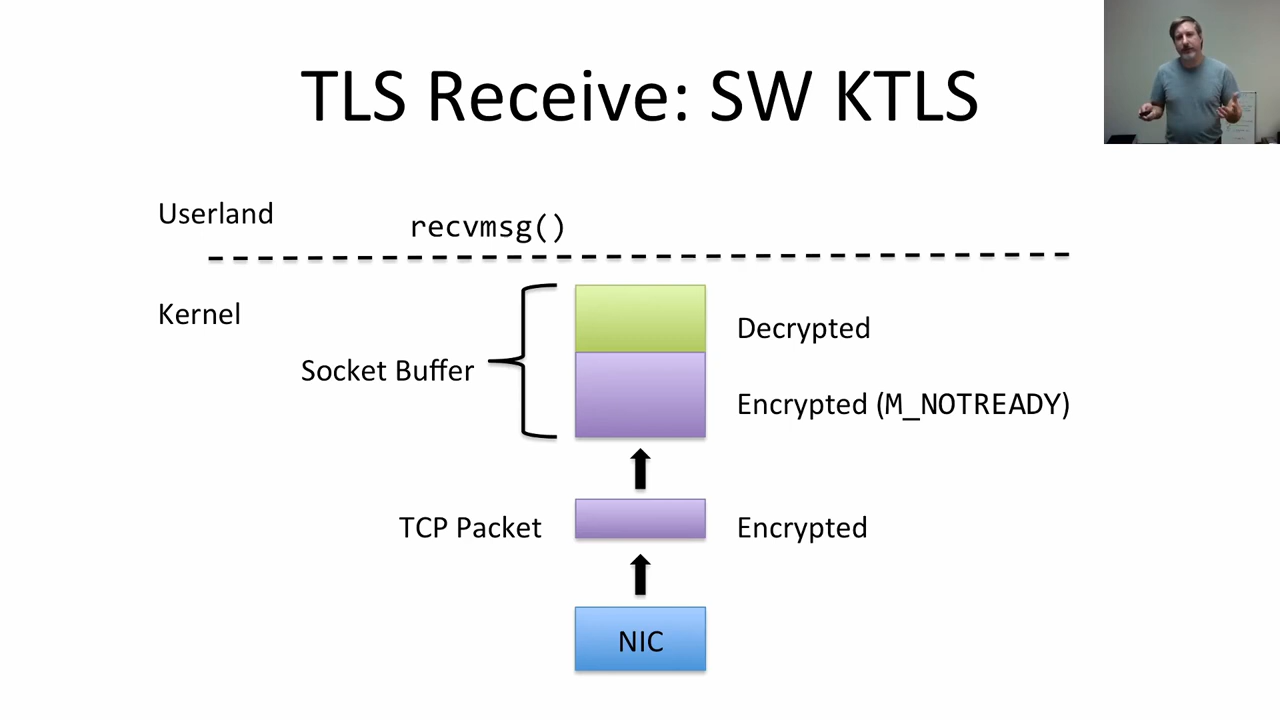 TLS Receive: SW KTLS
Userland
recvmsg()
Kernel
Decrypted
Socket Buffer
Encrypted (M_NOTREADY)
TCP Packet
Encrypted
NIC